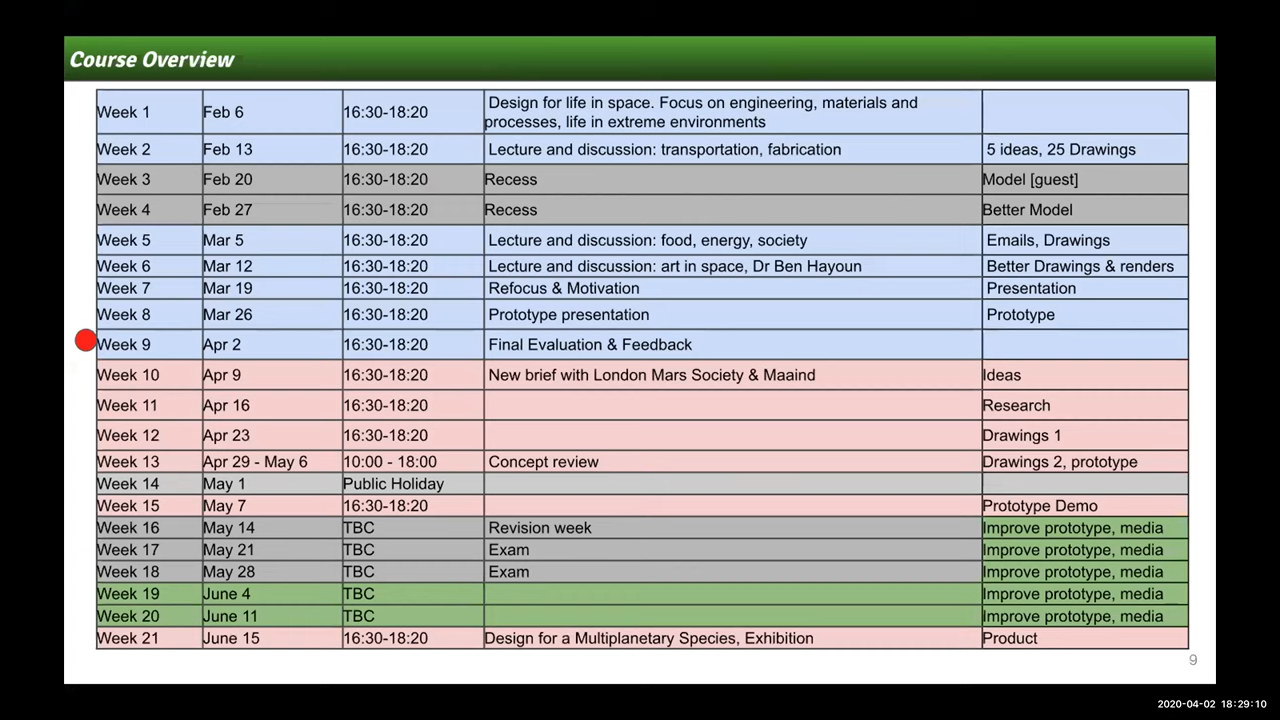 Course Overview
Week 1 Feb 6 16:30-18:20 Design for life in space. Focus on engineering, materials and
processes, life in extreme environments
Week 2 Feb 13 16:30-18:20 Lecture and discussion: transportation, fabrication 5 ideas, 25 Drawings
Week 3 Feb 20 16:30-18:20 Recess Model [guest]
Week 4 Feb 27 16:30-18:20 Recess Better Model
Week 5 Mar 5 16:30-18:20 Lecture and discussion: food, energy, society Emails, Drawings
Week 6 Mar 12 16:30-18:20 Lecture and discussion: art in space, Dr Ben Hayoun Better Drawings & renders
Week 7 Mar 19 16:30-18:20 Refocus & Motivation Presentation
Week 8 Mar 26 16:30-18:20 Prototype presentation Prototype
Week 9 Apr 2 16:30-18:20 Final Evaluation & Feedback
Week 10 Apr 9 16:30-18:20 New brief with London Mars Society & Maaind Ideas
Week 11 Apr 16 16:30-18:20 Research
Week 12 Apr 23 16:30-18:20 Drawings 1
Week 13 Apr 29 - May 6 10:00 - 18:00 Concept review Drawings 2, prototype
Week 14 May 1 Public Holiday
Week 15 May 7 16:30-18:20 Prototype Demo
Week 16 May 14 TBC Revision week Improve prototype, media
Week 17 May 21 TBC Exam Improve prototype, media
Week 18 May 28 TBC Exam Improve prototype, media
Week 19 June 4 TBC Improve prototype, media
Week 20 June 11 TBC Improve prototype, media
Week 21 June 15 16:30-18:20 Design for a Multiplanetary Species, Exhibition Product
9
2020-04-02 18:29:10